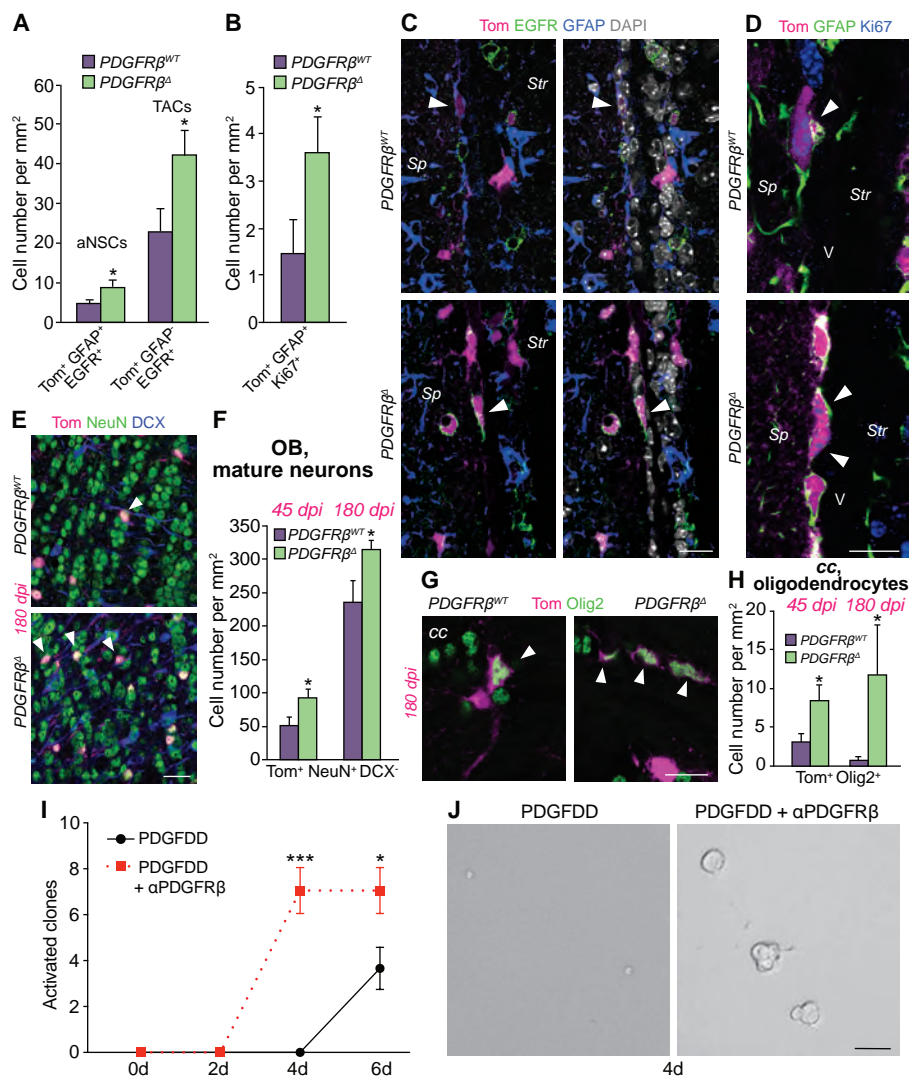 A
PDGFRβWT
PDGFRβΔ
Cell number per mm2
60
50
40
30
20
10
0
aNSCs
*
TACs
*
Tom+ GFAP+
EGFR+
Tom+ GFAP-
EGFR+
B
PDGFRβWT
PDGFRβΔ
Cell number per mm2
5
4
3
2
1
0
*
Tom+ GFAP+
Ki67+
C
Tom EGFR GFAP DAPI
PDGFRβWT
Str
Sp
PDGFRβΔ
Str
Sp
D
Tom GFAP Ki67
PDGFRβWT
Sp
Str
V
PDGFRβΔ
Sp
Str
V
E
Tom NeuN DCX
PDGFRβWT
180 dpi
PDGFRβΔ
F
OB,
mature neurons
45 dpi 180 dpi
PDGFRβWT
PDGFRβΔ
Cell number per mm2
350
300
250
200
150
100
50
0
*
*
Tom+ NeuN+ DCX-
G
PDGFRβWT
Tom Olig2
PDGFRβΔ
cc
180 dpi
H
cc,
oligodendrocytes
45 dpi 180 dpi
PDGFRβWT
PDGFRβΔ
Cell number per mm2
20
15
10
5
0
*
*
Tom+ Olig2+
I
PDGFDD
PDGFDD
+ αPDGFRβ
Activated clones
8
6
4
2
0
***
*
0d 2d 4d 6d
J
PDGFDD
PDGFDD + αPDGFRβ
4d